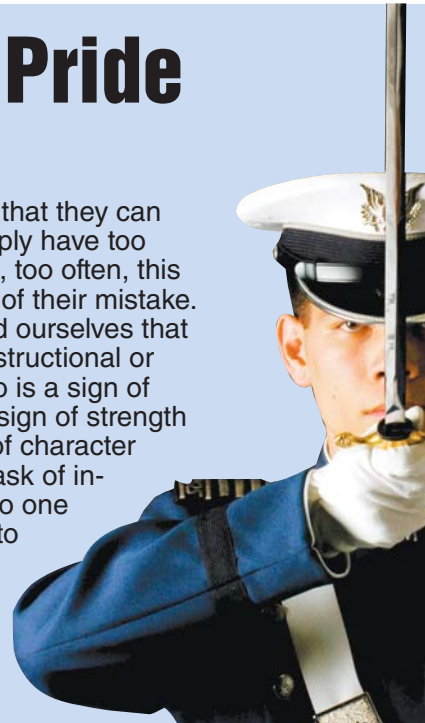 Pride
that they can
ply have too
, too often, this
of their mistake.
d ourselves that
structional or
o is a sign of
sign of strength
of character
ask of in-
o one
to